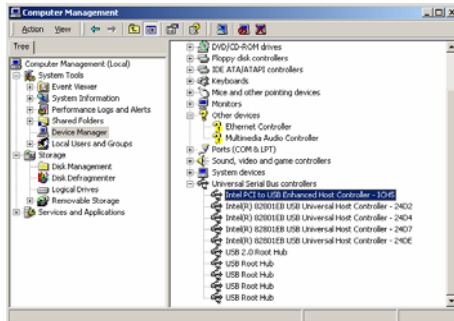 Computer Management
Action View
Tree
Computer Management (Local)
System Tools
Event Viewer
System Information
Performance Logs and Alerts
Shared Folders
Device Manager
Local Users and Groups
Storage
Disk Management
Disk Defragmenter
Logical Drives
Removable Storage
Services and Applications
DVD/CD-ROM drives
Floppy disk controllers
IDE ATA/ATAPI controllers
Keyboards
Mice and other pointing devices
Monitors
Other devices
Ethernet Controller
Multimedia Audio Controller
Ports (COM & LPT)
Sound, video and game controllers
System devices
Universal Serial Bus controllers
Intel PCI to USB Enhanced Host Controller - ICH5
Intel(R) 82801EB USB Universal Host Controller - 24D2
Intel(R) 82801EB USB Universal Host Controller - 24D4
Intel(R) 82801EB USB Universal Host Controller - 24D7
Intel(R) 82801EB USB Universal Host Controller - 24DE
USB 2.0 Root Hub
USB Root Hub
USB Root Hub
USB Root Hub
USB Root Hub